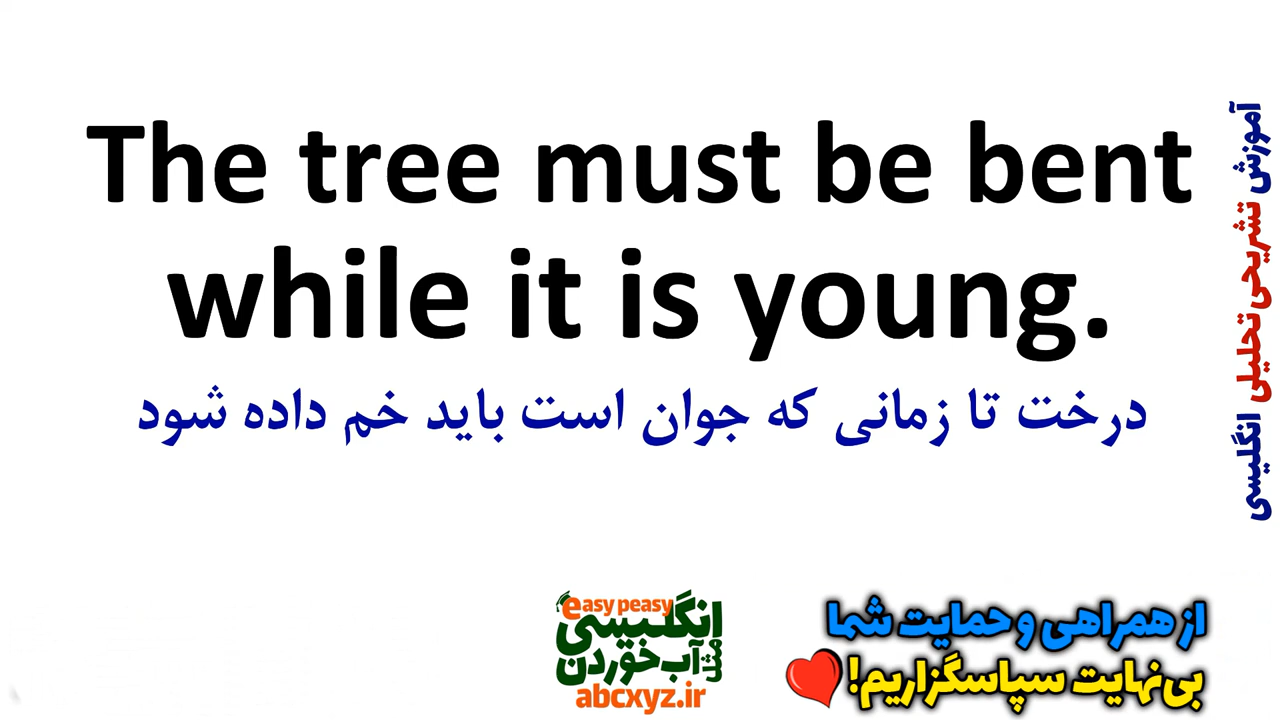 The tree must be bent
while it is young.
درخت تا زمانی که جوان است باید خم داده شود
آموزش تشریحی تحلیلی انگلیسی
easy peasy
انگلیسی
مثل آب خوردن
abcxyz.ir
از همراهی و حمایت شما
بی‌نهایت سپاسگزاریم!